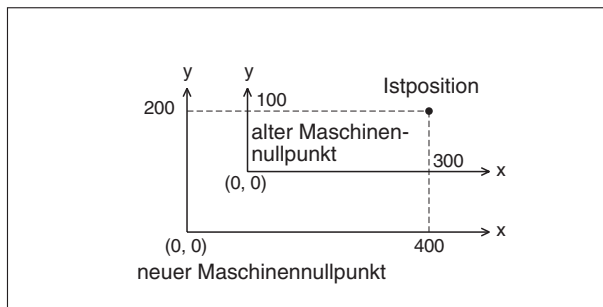 y y
Istposition
200 100
alter Maschinen-
nullpunkt
300
x
(0, 0)
x
(0, 0) 400
neuer Maschinennullpunkt